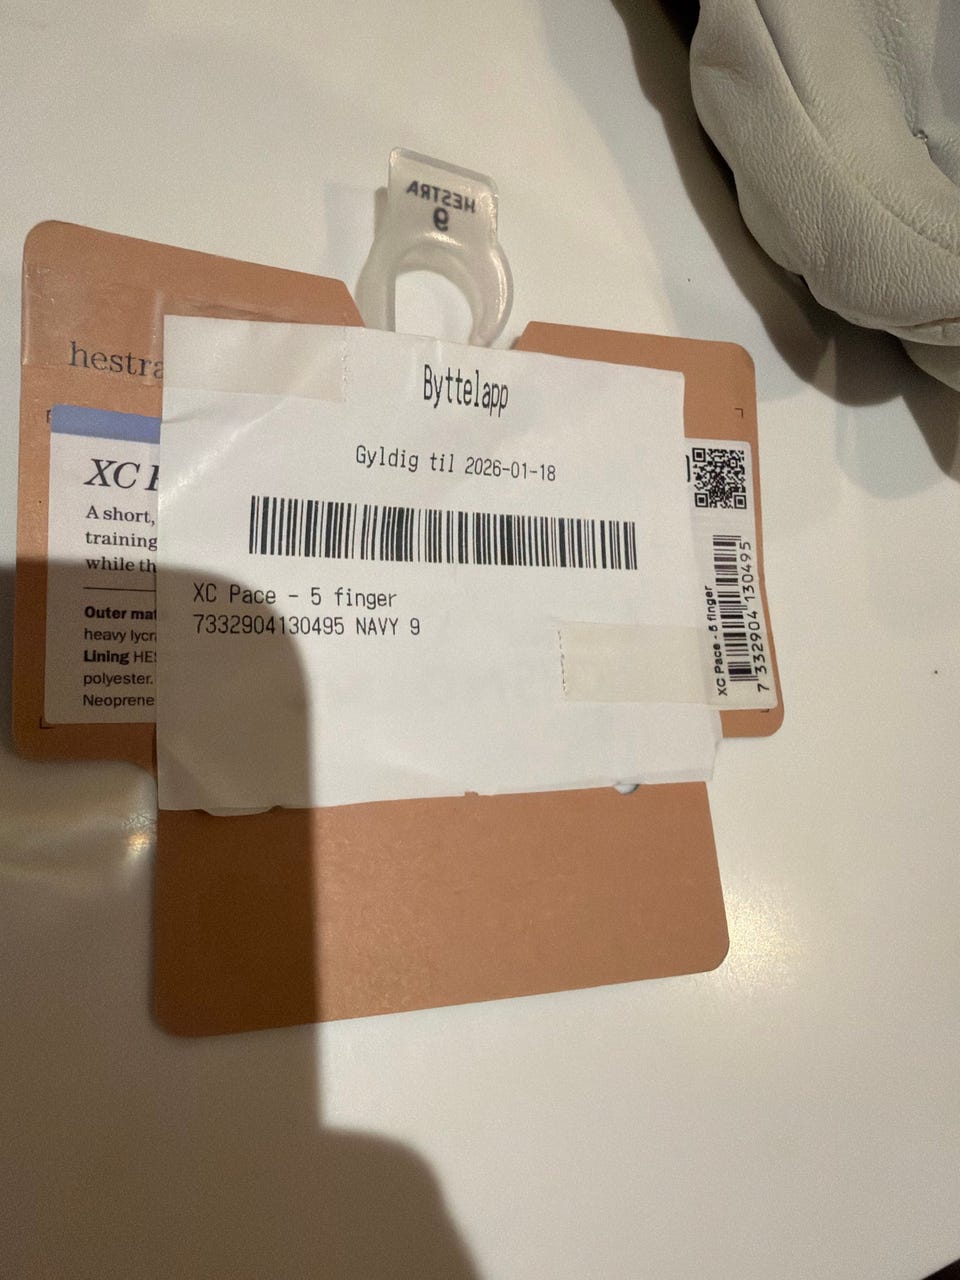 HESTRA
9
hestra
Byttelapp
Gyldig til 2026-01-18
XC Pace - 5 finger
7332904130495 NAVY 9
XC
A short,
training
while th
Outer mat
heavy lycr
Lining HES
polyester.
Neoprene
XC Pace - 5 finger
7 332904 130495